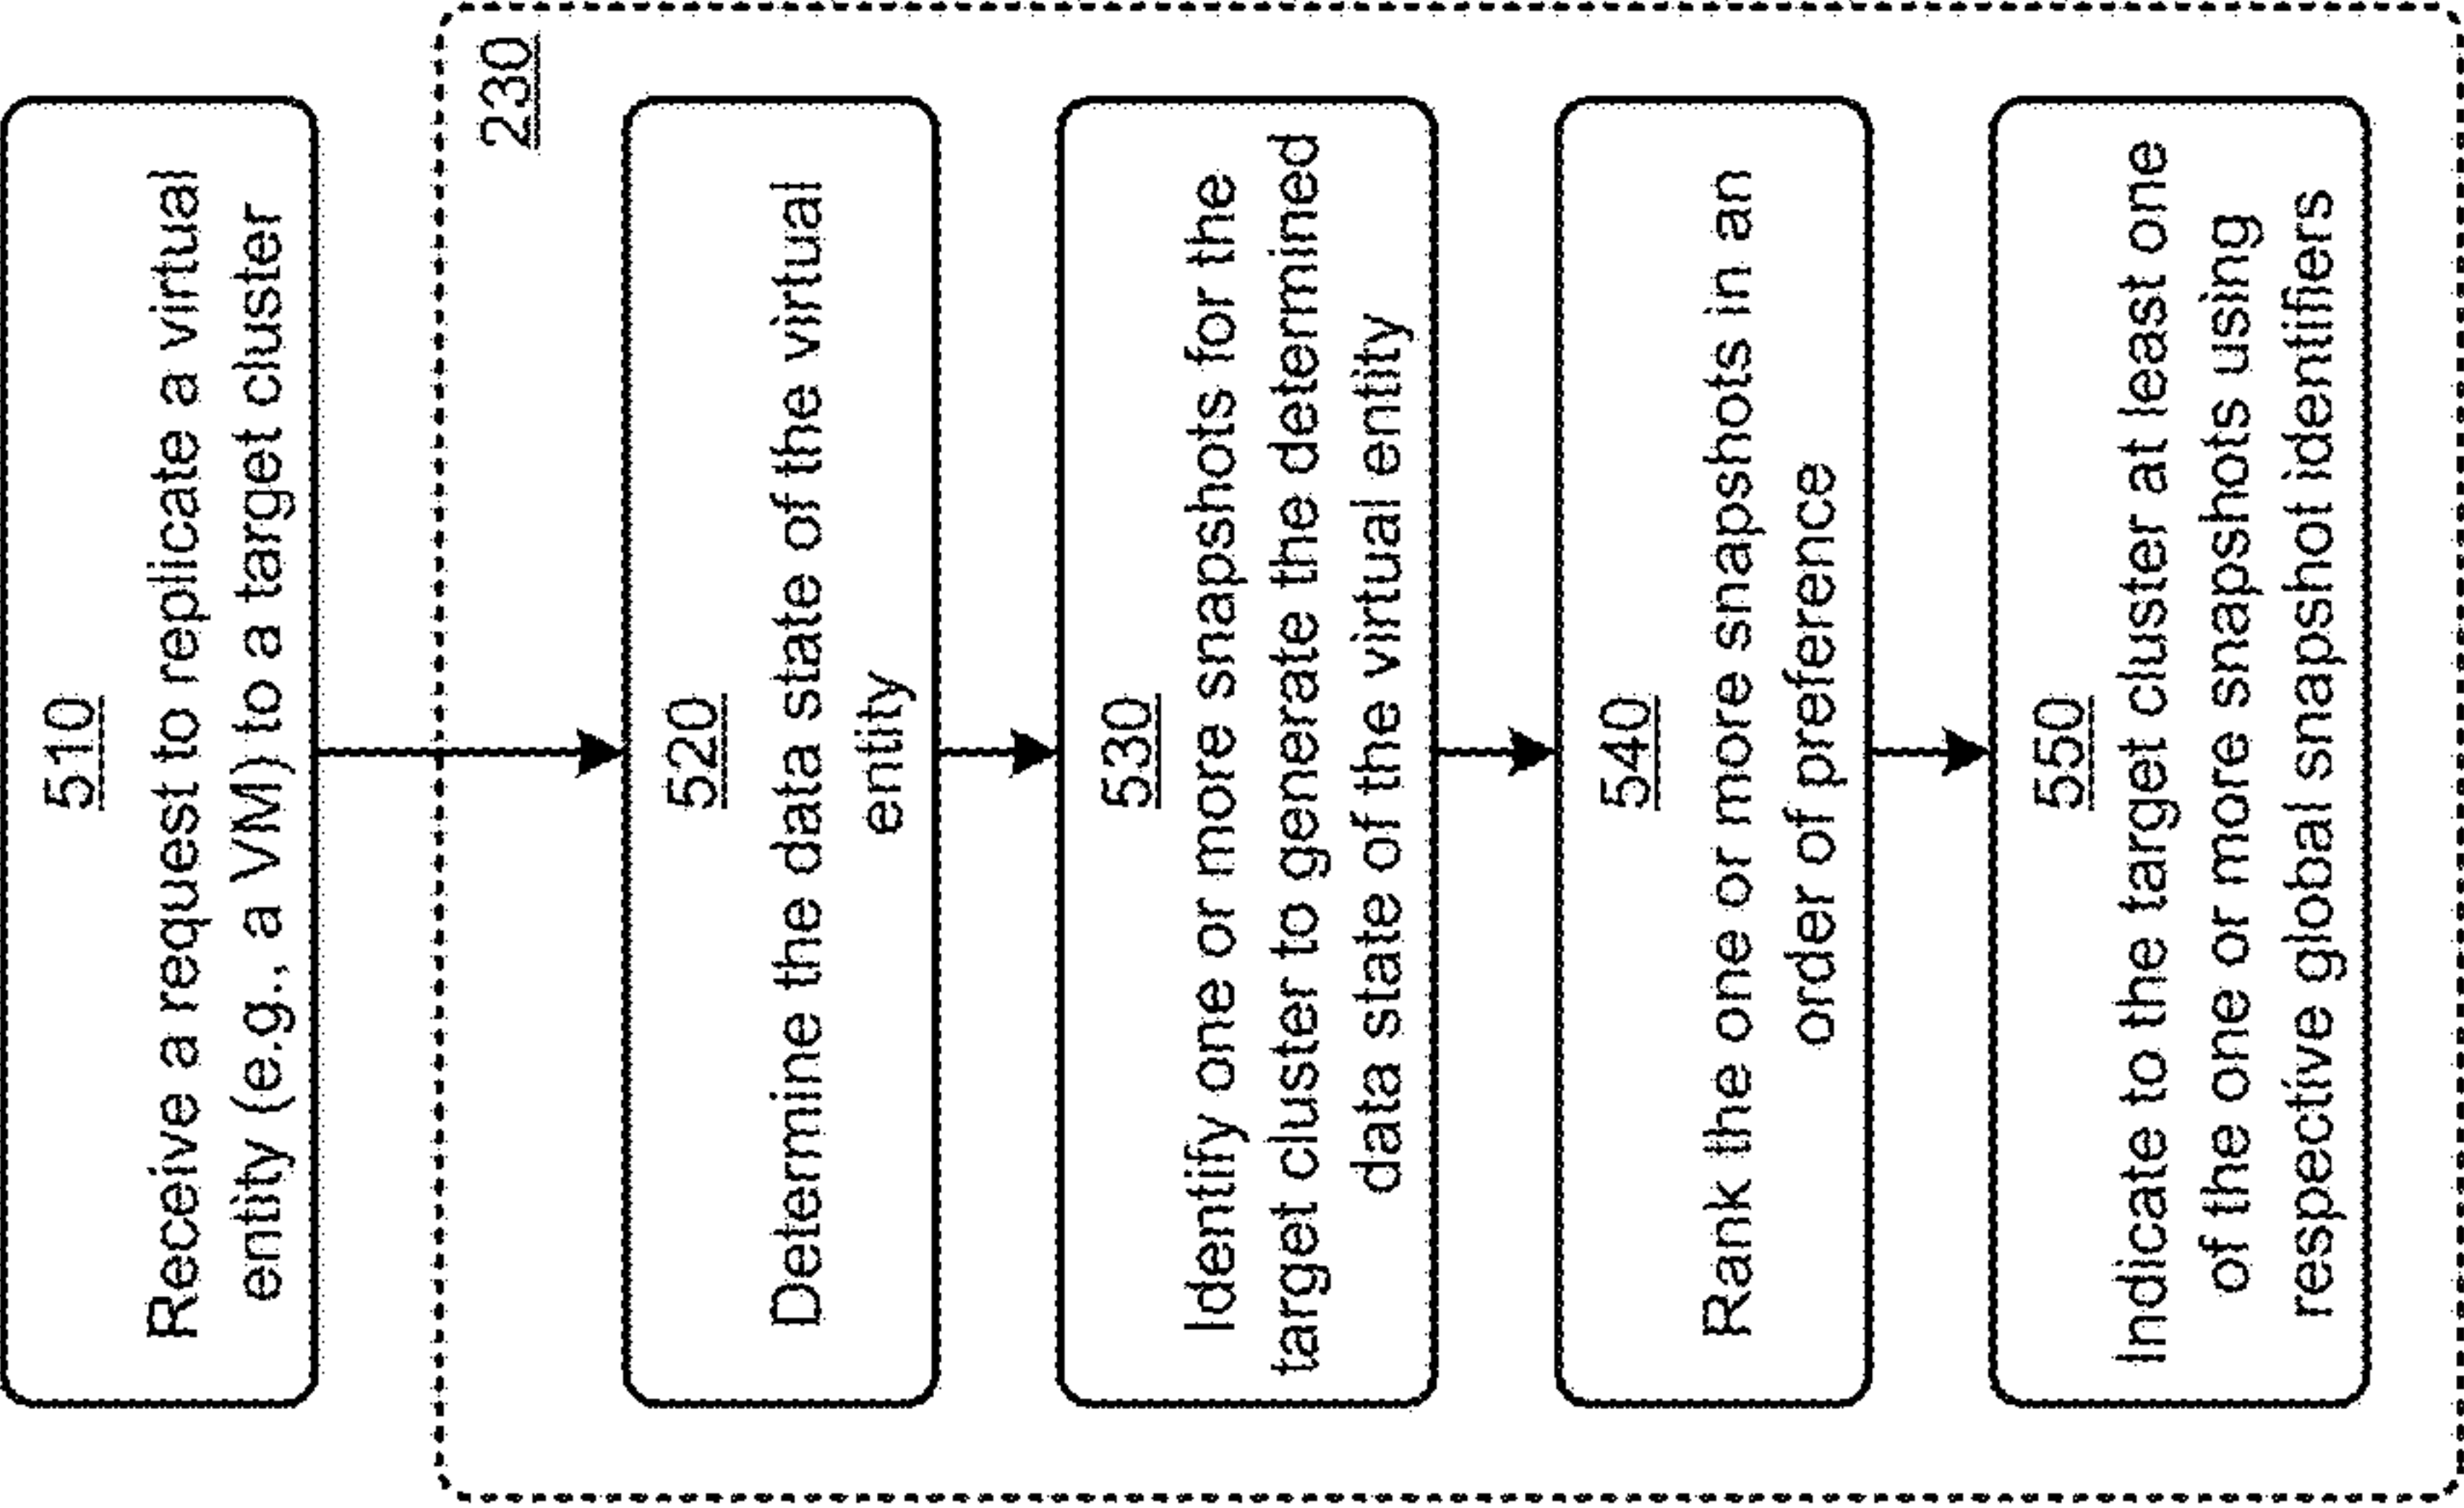 510
Receive a request to replicate a virtual
entity (e.g., a VM) to a target cluster
230
520
Determine the data state of the virtual
entity
530
Identify one or more snapshots for the
target cluster to generate the determined
data state of the virtual entity
540
Rank the one or more snapshots in an
order of preference
550
Indicate to the target cluster at least one
of the one or more snapshots using
respective global snapshot identifiers